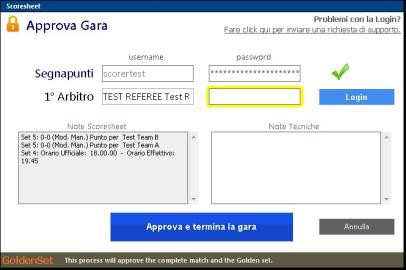 Scoresheet
Approva Gara
Problemi con la Login?
Fare click qui per inviare una richiesta di supporto.
username password
Segnapunti scorertest ********************
1° Arbitro TEST REFEREE Test R Login
Note Scoresheet Note Tecniche
Set 5: 0-0 (Mod. Man.) Punto per Test Team B
Set 5: 0-0 (Mod. Man.) Punto per Test Team A
Set 4: Orario Ufficiale: 18.00.00 - Orario Effettivo:
19.45
Approva e termina la gara Annulla
GoldenSet This process will approve the complete match and the Golden set.